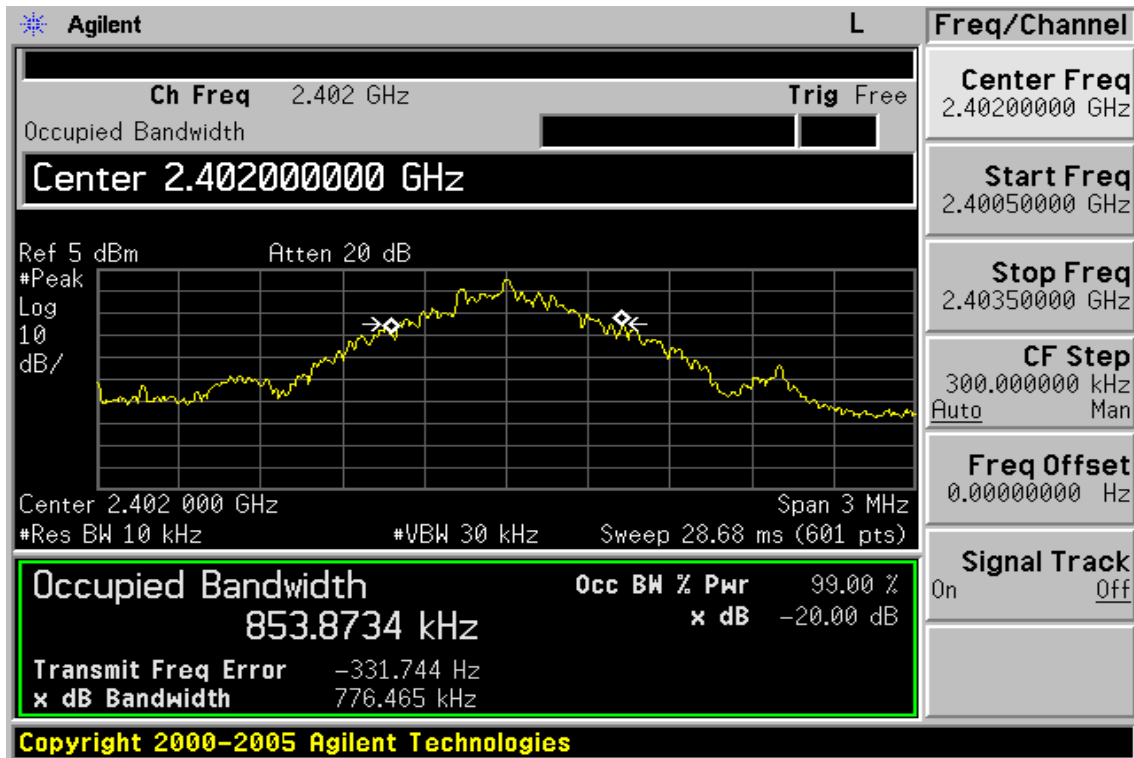 Agilent L Freq/Channel
Ch Freq 2.402 GHz Trig Free
Occupied Bandwidth
Center 2.402000000 GHz
Ref 5 dBm Atten 20 dB
#Peak
Log
10
dB/
Center 2.402 000 GHz Span 3 MHz
#Res BW 10 kHz #VBW 30 kHz Sweep 28.68 ms (601 pts)
Occupied Bandwidth Occ BW % Pwr 99.00 %
853.8734 kHz x dB -20.00 dB
Transmit Freq Error -331.744 Hz
x dB Bandwidth 776.465 kHz
Center Freq
2.40200000 GHz
Start Freq
2.40050000 GHz
Stop Freq
2.40350000 GHz
CF Step
300.000000 kHz
Auto Man
Freq Offset
0.00000000 Hz
Signal Track
On Off
Copyright 2000-2005 Agilent Technologies